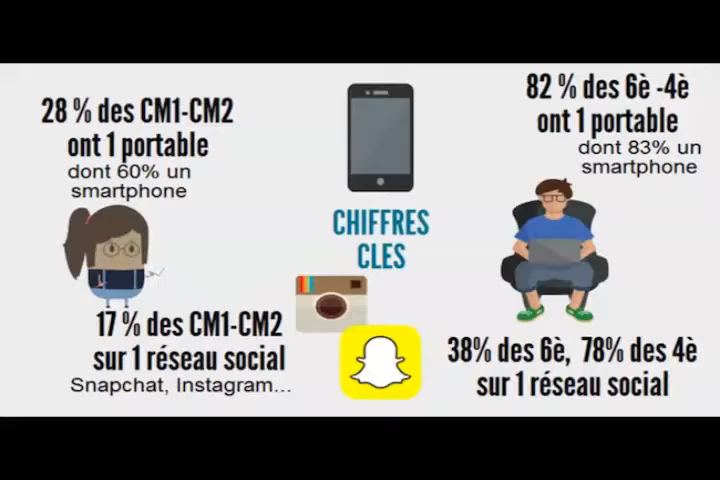 28 % des CM1-CM2
ont 1 portable
dont 60% un
smartphone
82 % des 6è -4è
ont 1 portable
dont 83% un
smartphone
CHIFFRES
CLES
17 % des CM1-CM2
sur 1 réseau social
Snapchat, Instagram...
38% des 6è, 78% des 4è
sur 1 réseau social